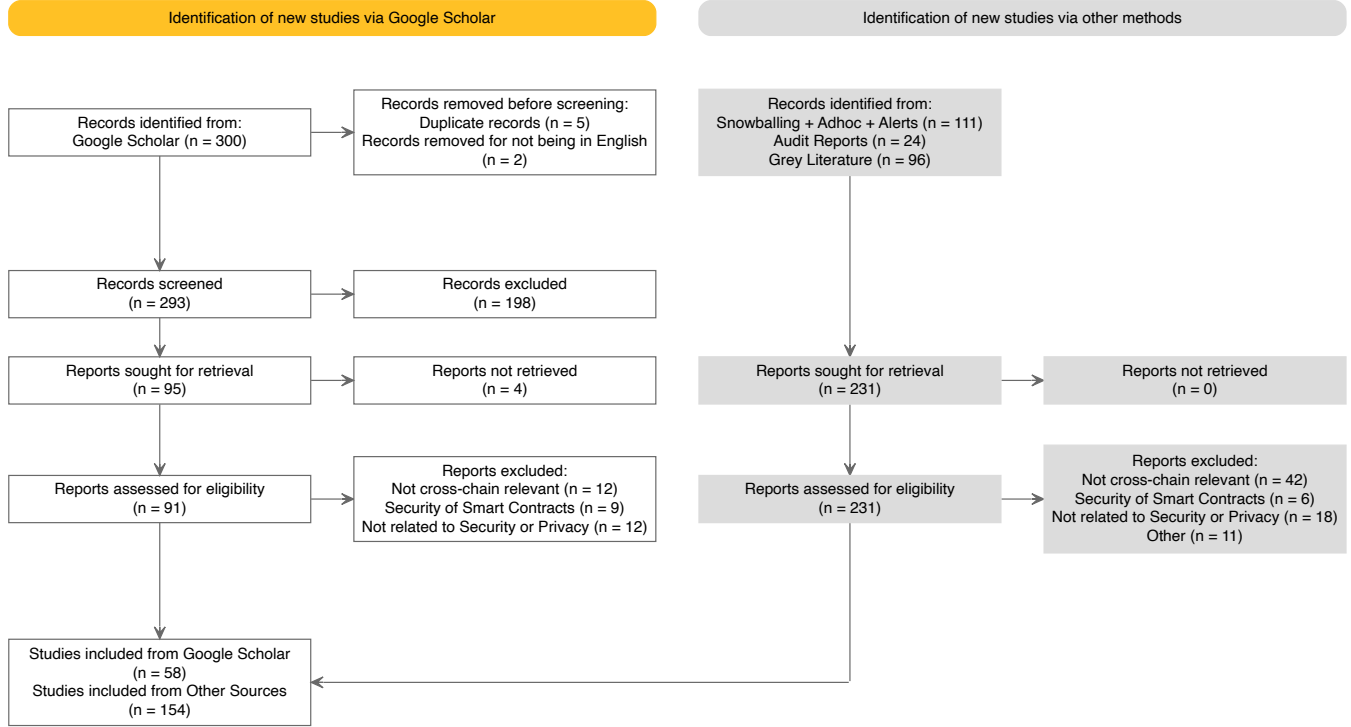 Identification of new studies via Google Scholar
Identification of new studies via other methods
Records identified from:
Google Scholar (n = 300)
Records removed before screening:
Duplicate records (n = 5)
Records removed for not being in English
(n = 2)
Records identified from:
Snowballing + Adhoc + Alerts (n = 111)
Audit Reports (n = 24)
Grey Literature (n = 96)
Records screened
(n = 293)
Records excluded
(n = 198)
Reports sought for retrieval
(n = 95)
Reports not retrieved
(n = 4)
Reports sought for retrieval
(n = 231)
Reports not retrieved
(n = 0)
Reports assessed for eligibility
(n = 91)
Reports excluded:
Not cross-chain relevant (n = 12)
Security of Smart Contracts (n = 9)
Not related to Security or Privacy (n = 12)
Reports assessed for eligibility
(n = 231)
Reports excluded:
Not cross-chain relevant (n = 42)
Security of Smart Contracts (n = 6)
Not related to Security or Privacy (n = 18)
Other (n = 11)
Studies included from Google Scholar
(n = 58)
Studies included from Other Sources
(n = 154)